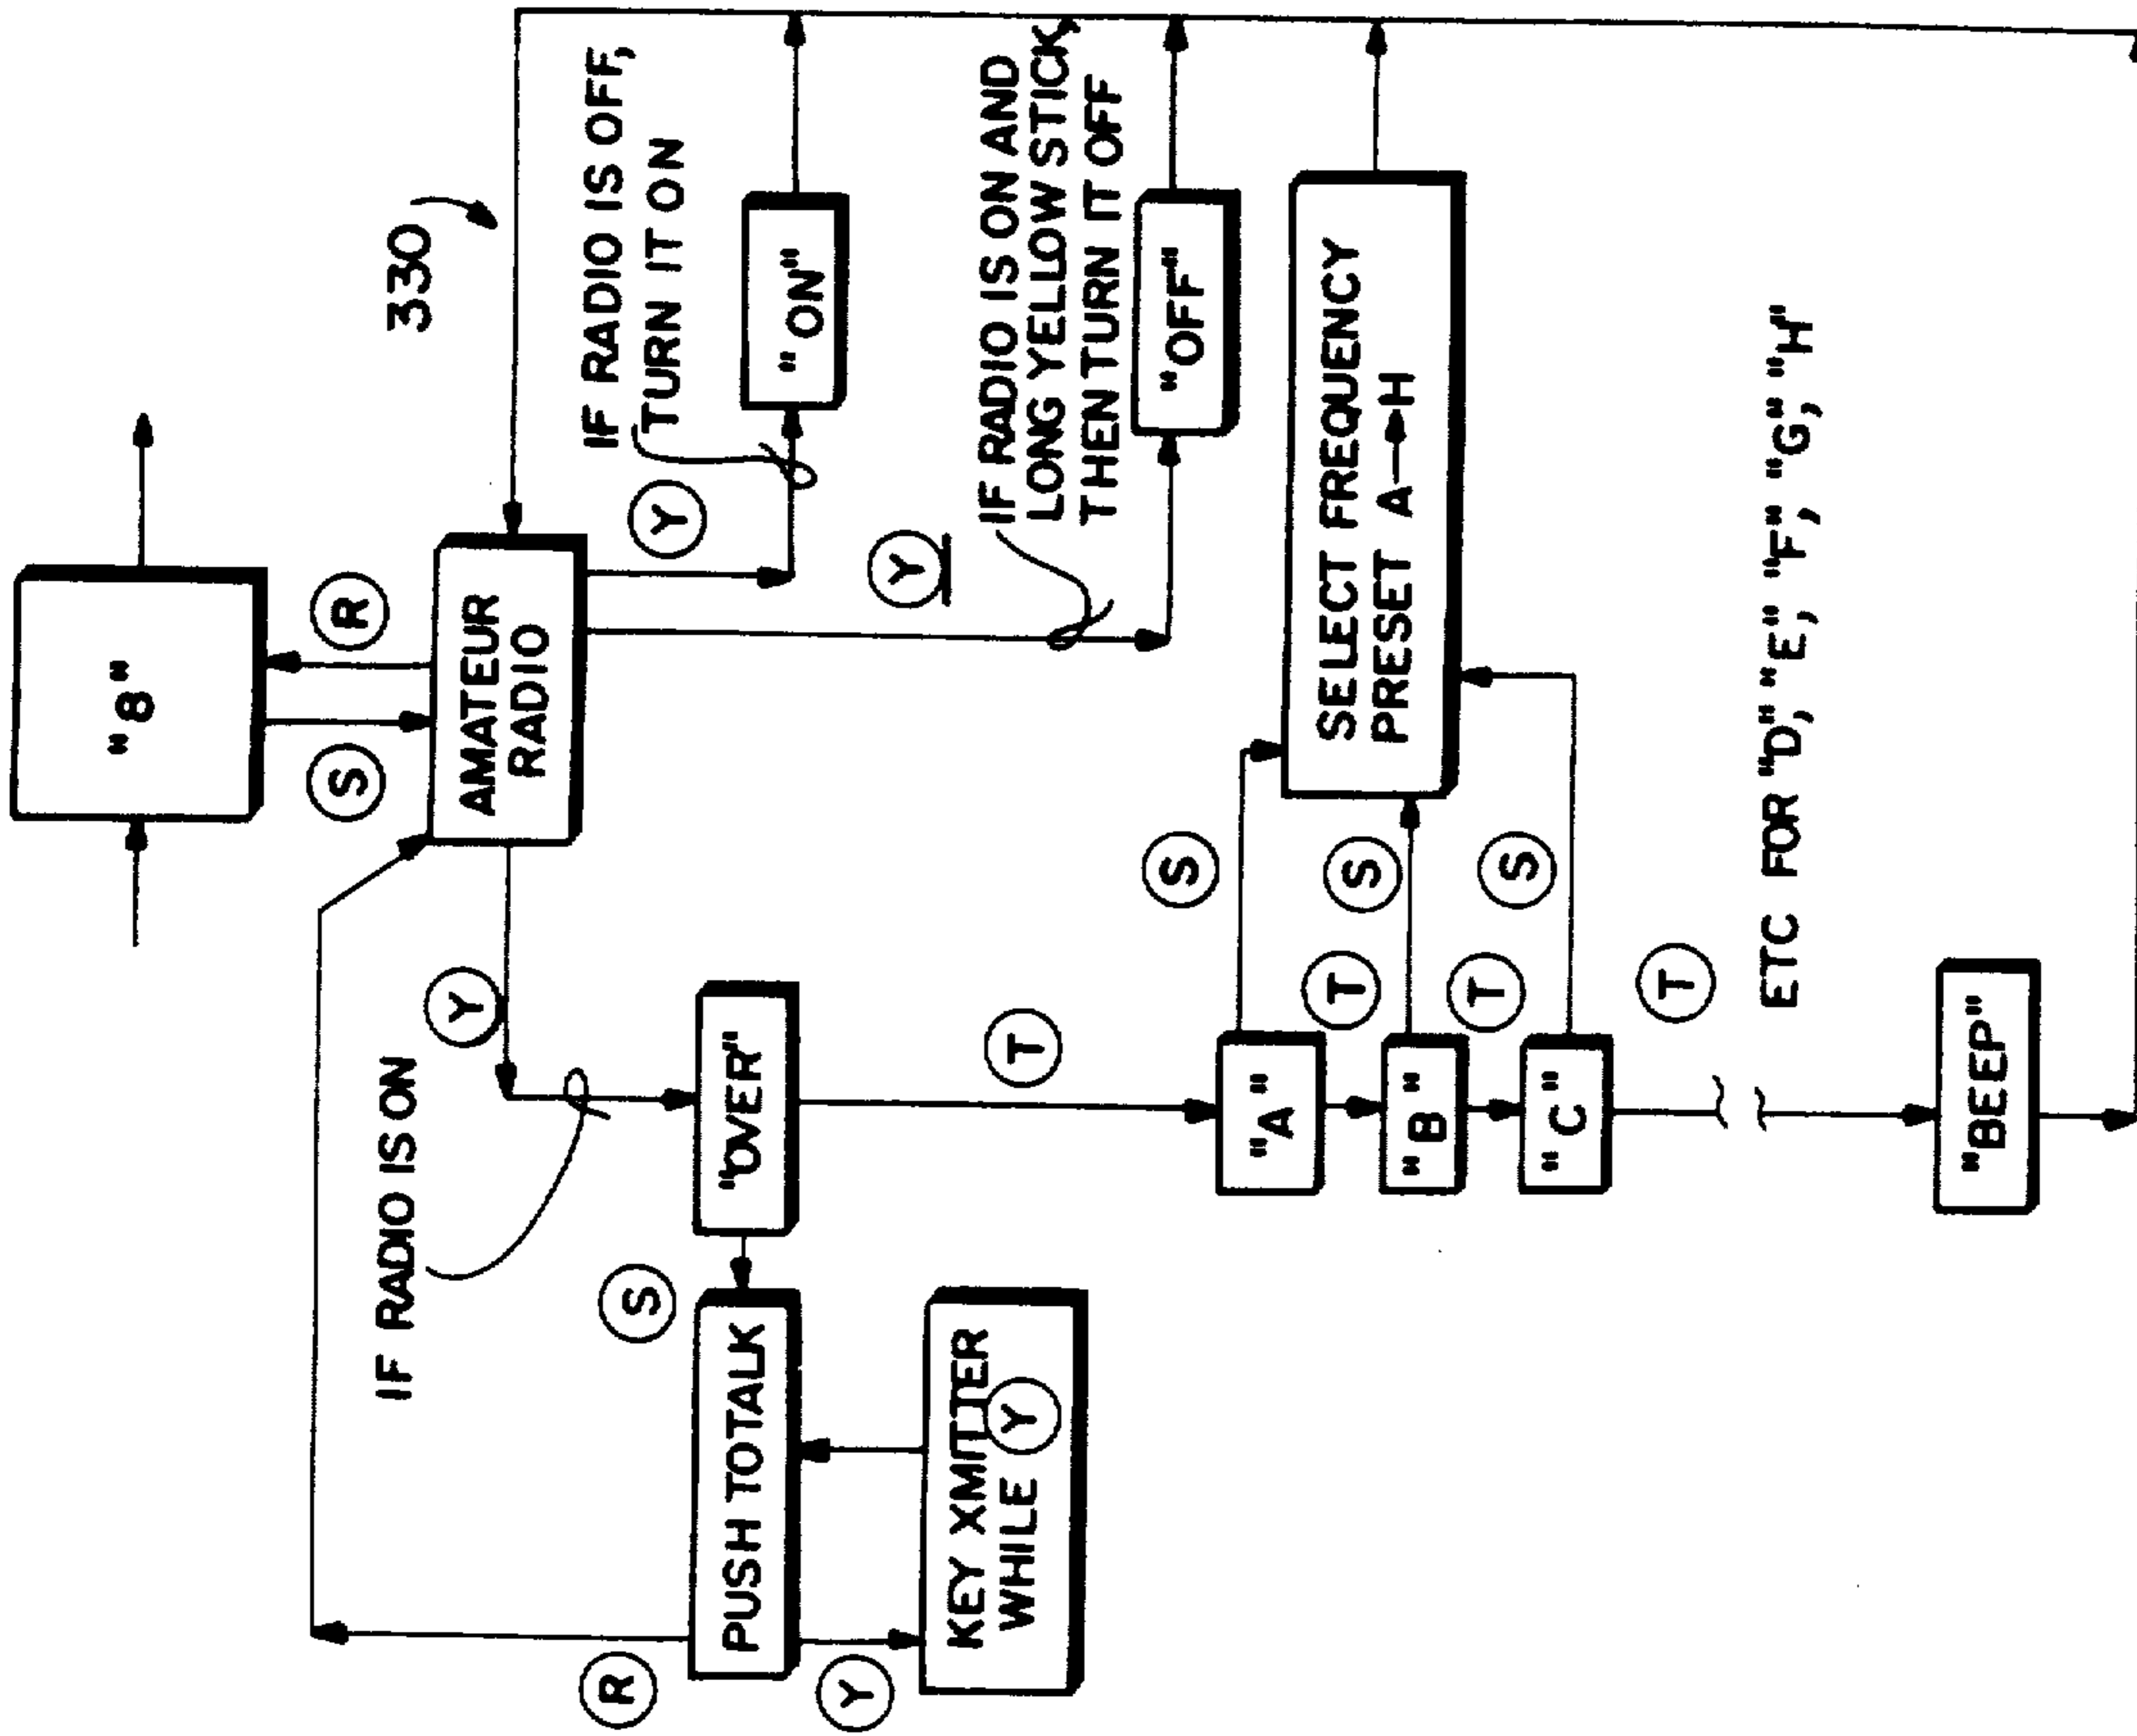 330
"8"
S
R
AMATEUR
RADIO
IF RADIO IS OFF,
TURN IT ON
Y
"ON"
Y
IF RADIO IS ON AND
LONG YELLOW STICK,
THEN TURN IT OFF
"OFF"
IF RADIO IS ON
Y
"OVER"
S
R
PUSH TO TALK
Y
KEY XMITTER
WHILE Y
T
"A"
S
T
"B"
S
T
"C"
S
T
SELECT FREQUENCY
PRESET A H
ETC FOR "D", "E", "F", "G", "H"
"BEEP"